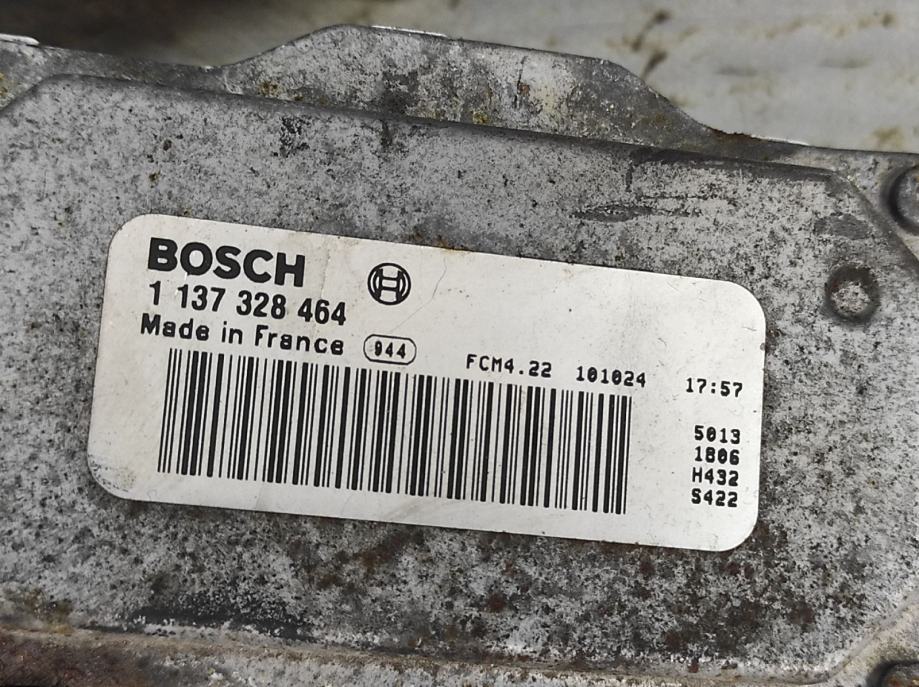 BOSCH
1 137 328 464
Made in France 944
FCM4.22 101024 17:57
5013
1806
H432
S422